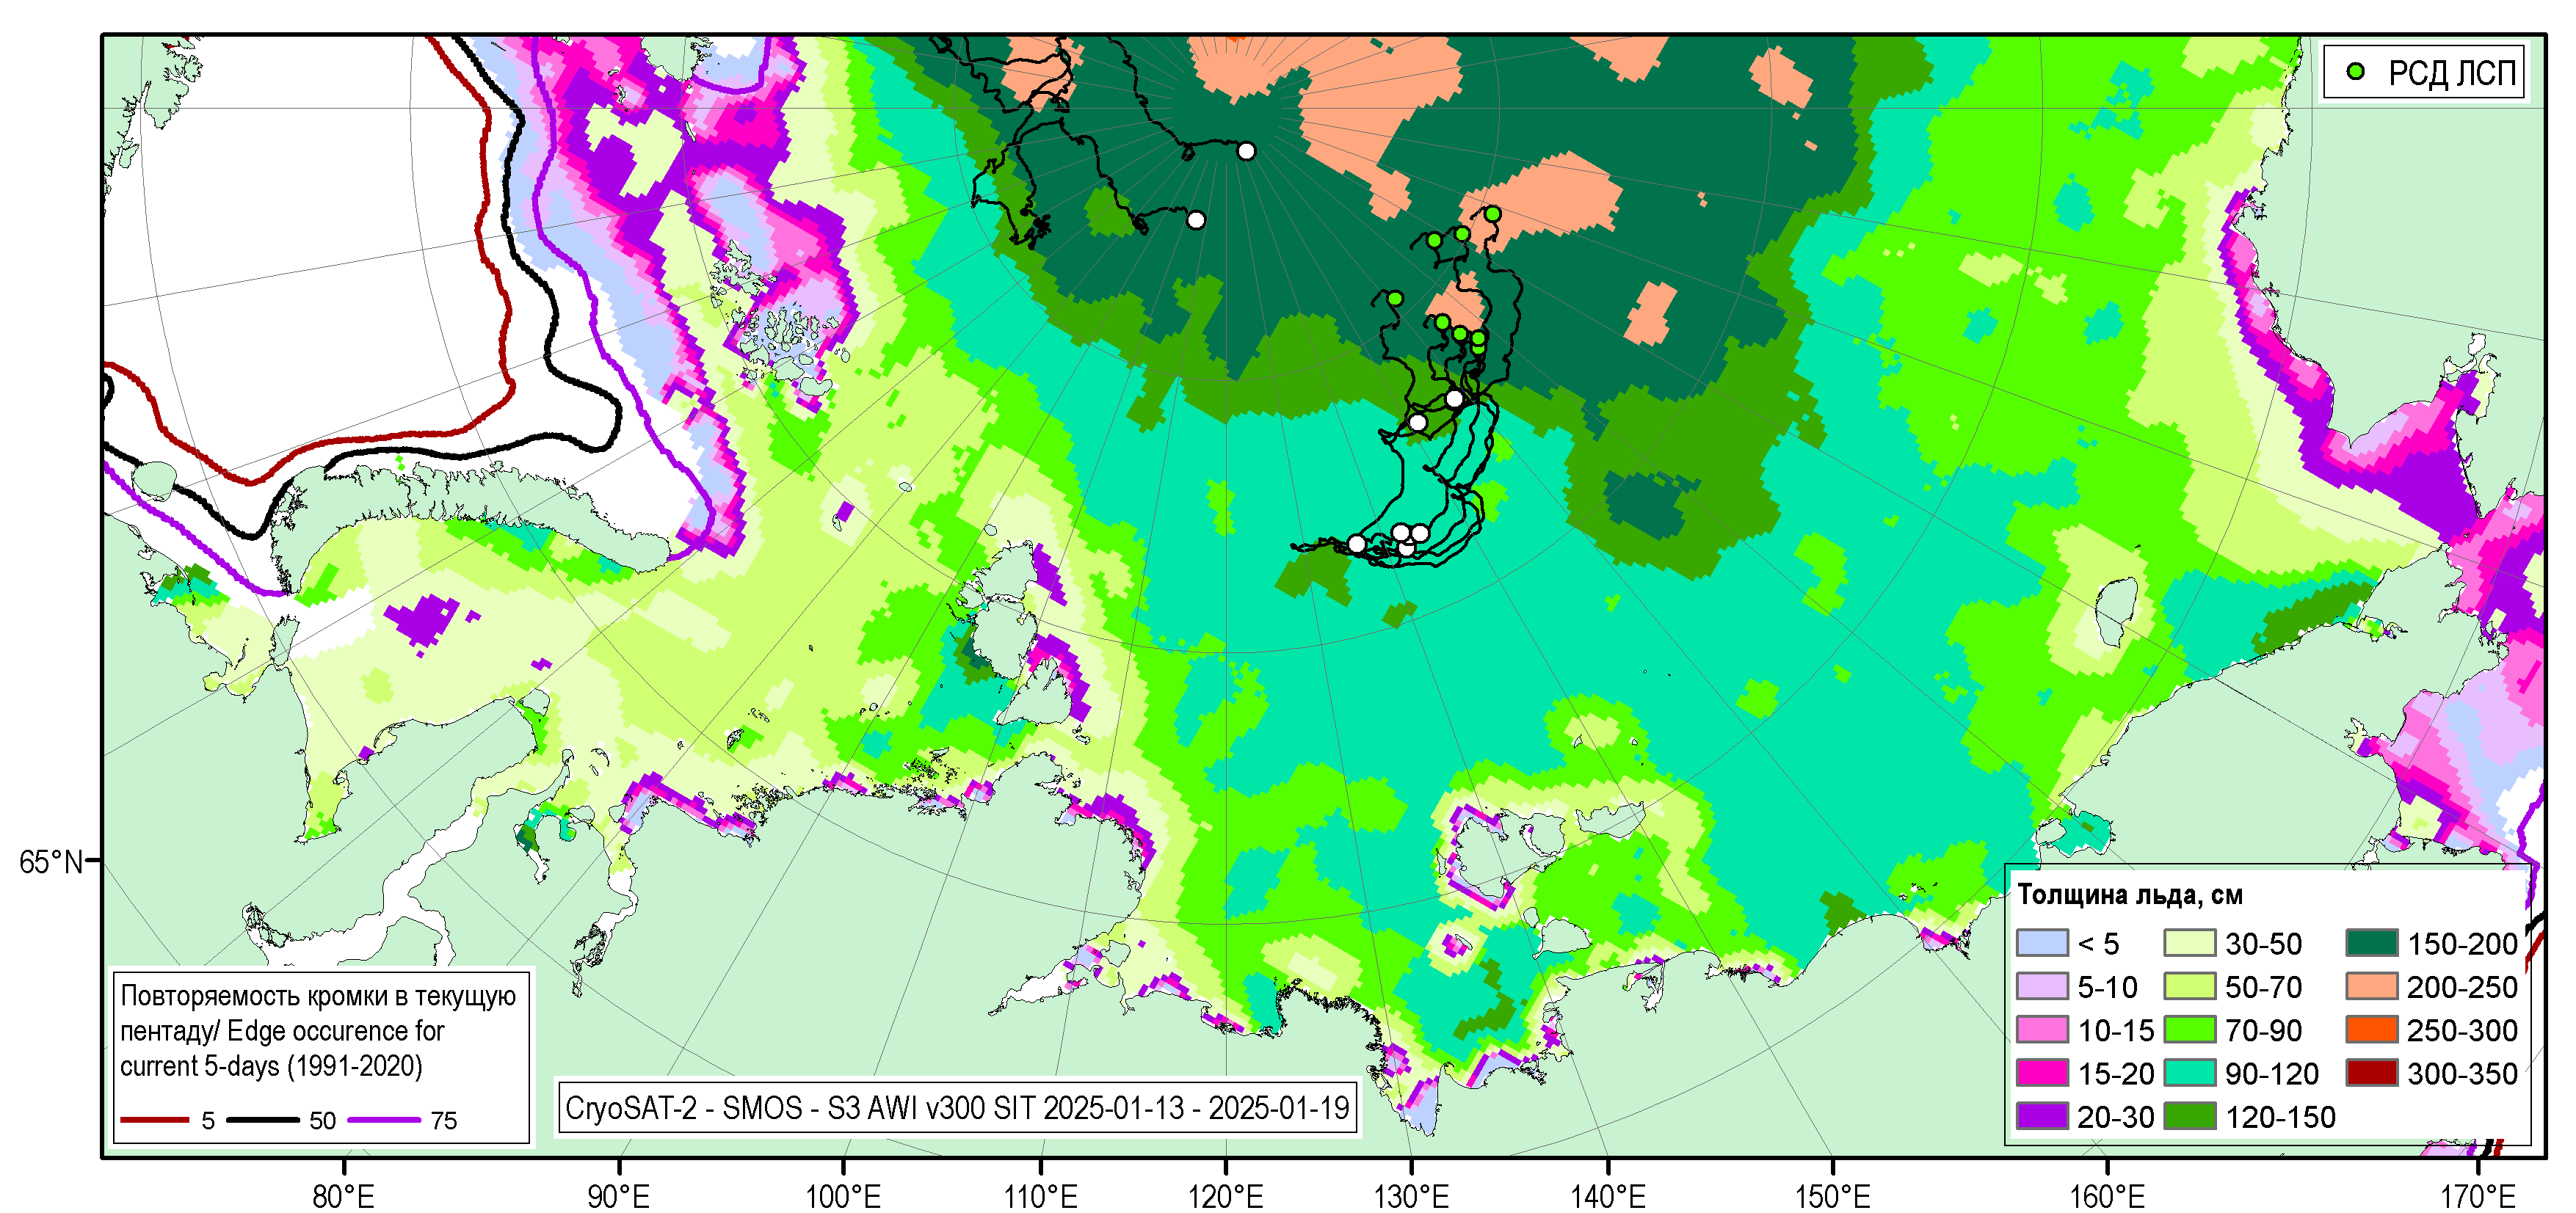 РСД ЛСП
65°N
Толщина льда, см
< 5 30-50 150-200
5-10 50-70 200-250
10-15 70-90 250-300
15-20 90-120 300-350
20-30 120-150
Повторяемость кромки в текущую
пентаду/ Edge occurence for
current 5-days (1991-2020)
5 50 75
CryoSAT-2 - SMOS - S3 AWI v300 SIT 2025-01-13 - 2025-01-19
80°E 90°E 100°E 110°E 120°E 130°E 140°E 150°E 160°E 170°E